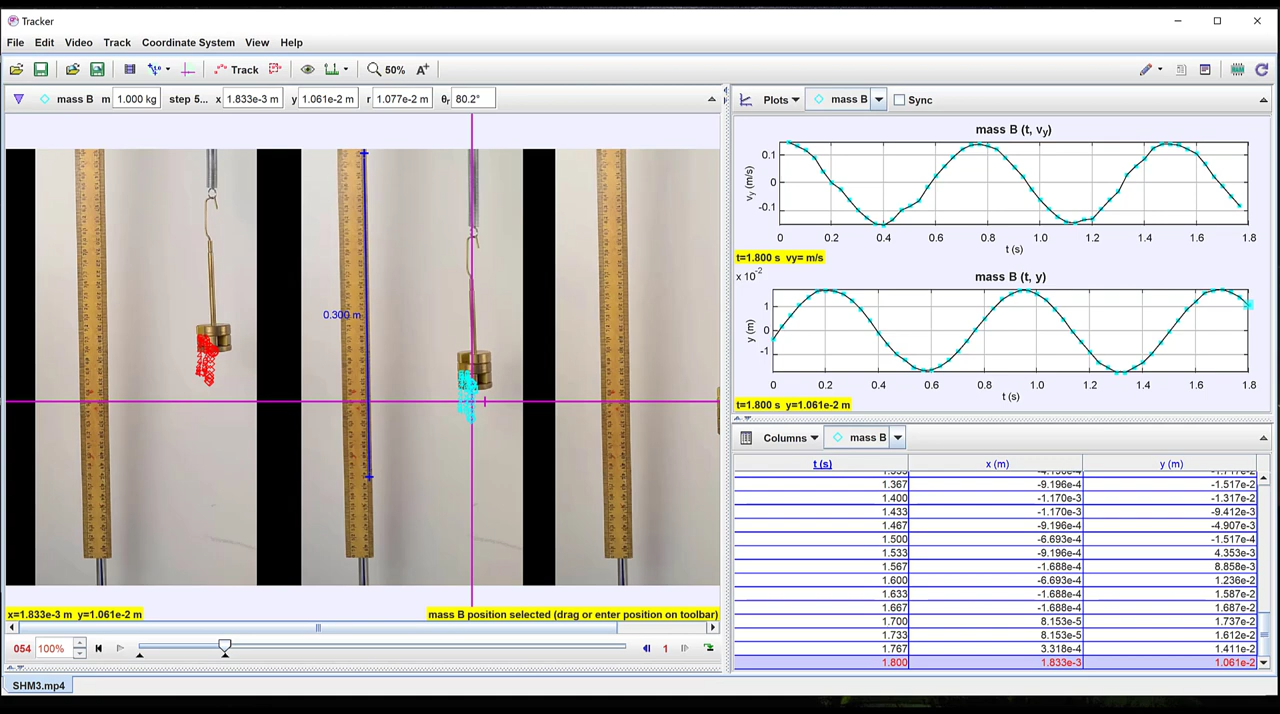 Tracker
File Edit Video Track Coordinate System View Help
Track 50% A+
mass B m 1.000 kg step 5... x 1.833e-3 m y 1.061e-2 m r 1.077e-2 m θr 80.2°
0.300 m
x=1.833e-3 m y=1.061e-2 m
mass B position selected (drag or enter position on toolbar)
054 100% 1
SHM3.mp4
Plots mass B Sync
mass B (t, vy)
0.1
0
-0.1
vy (m/s)
0 0.2 0.4 0.6 0.8 1.0 1.2 1.4 1.6 1.8
t (s)
t=1.800 s vy= m/s
x 10-2
mass B (t, y)
1
0
-1
y (m)
0 0.2 0.4 0.6 0.8 1.0 1.2 1.4 1.6 1.8
t (s)
t=1.800 s y=1.061e-2 m
Columns mass B
t (s) x (m) y (m)
1.367 -9.196e-4 -1.517e-2
1.400 -1.170e-3 -1.317e-2
1.433 -1.170e-3 -9.412e-3
1.467 -9.196e-4 -4.907e-3
1.500 -6.693e-4 -1.517e-4
1.533 -9.196e-4 4.353e-3
1.567 -1.688e-4 8.858e-3
1.600 -6.693e-4 1.236e-2
1.633 -1.688e-4 1.587e-2
1.667 -1.688e-4 1.687e-2
1.700 8.153e-5 1.737e-2
1.733 8.153e-5 1.612e-2
1.767 3.318e-4 1.411e-2
1.800 1.833e-3 1.061e-2